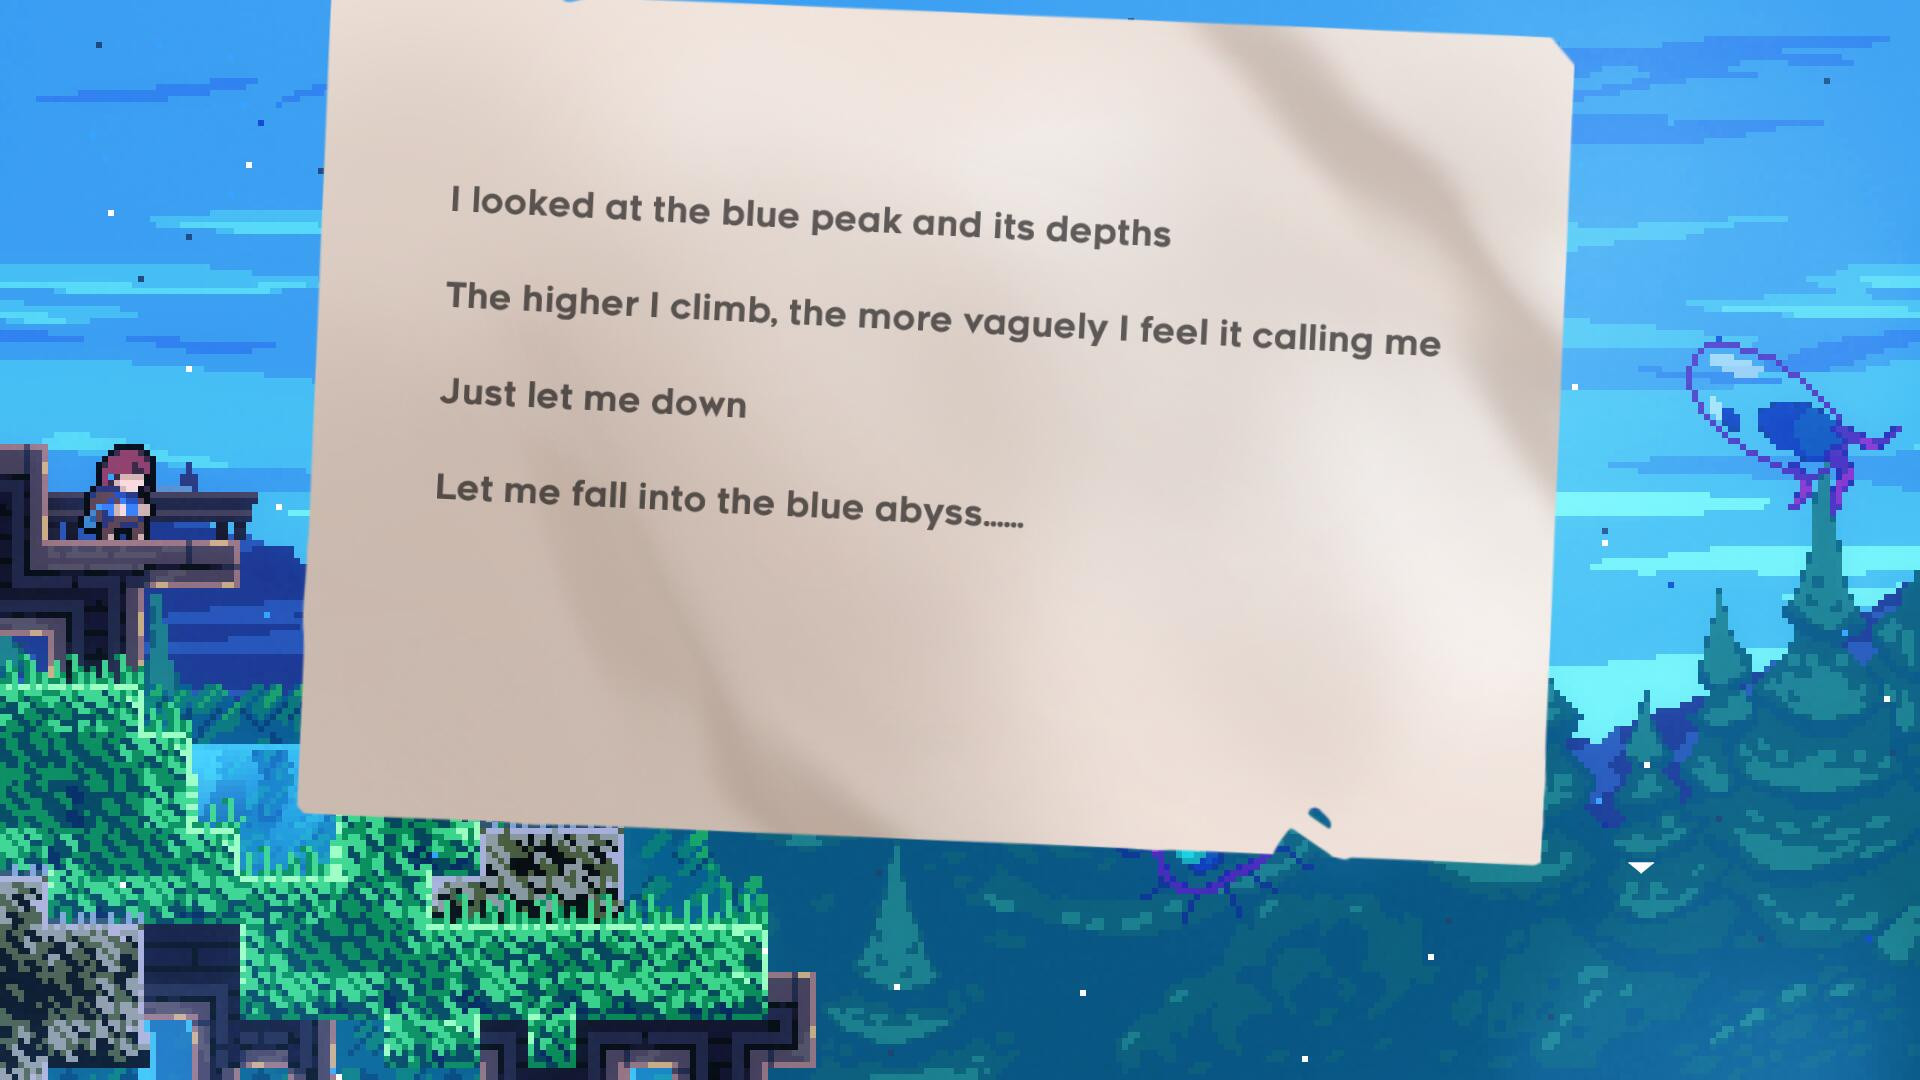 I looked at the blue peak and its depths
The higher I climb, the more vaguely I feel it calling me
Just let me down
Let me fall into the blue abyss......